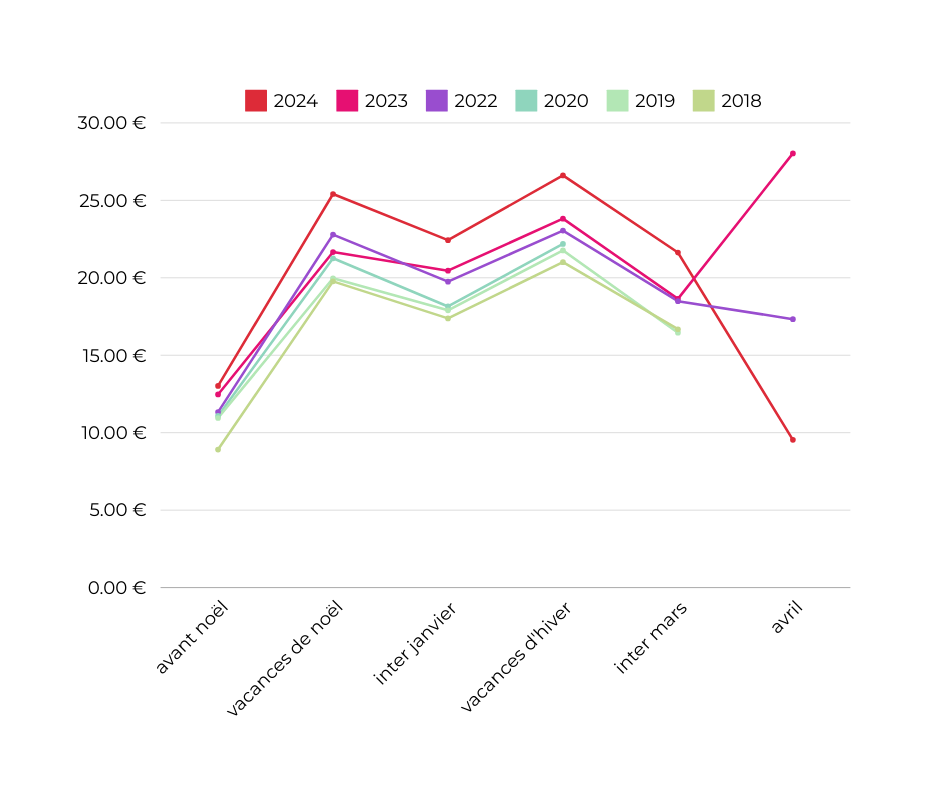 2024 2023 2022 2020 2019 2018
30.00 €
25.00 €
20.00 €
15.00 €
10.00 €
5.00 €
0.00 €
avant noël
vacances de noël
inter janvier
vacances d'hiver
inter mars
avril